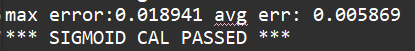 max error:0.018941 avg err: 0.005869
*** SIGMOID CAL PASSED ***